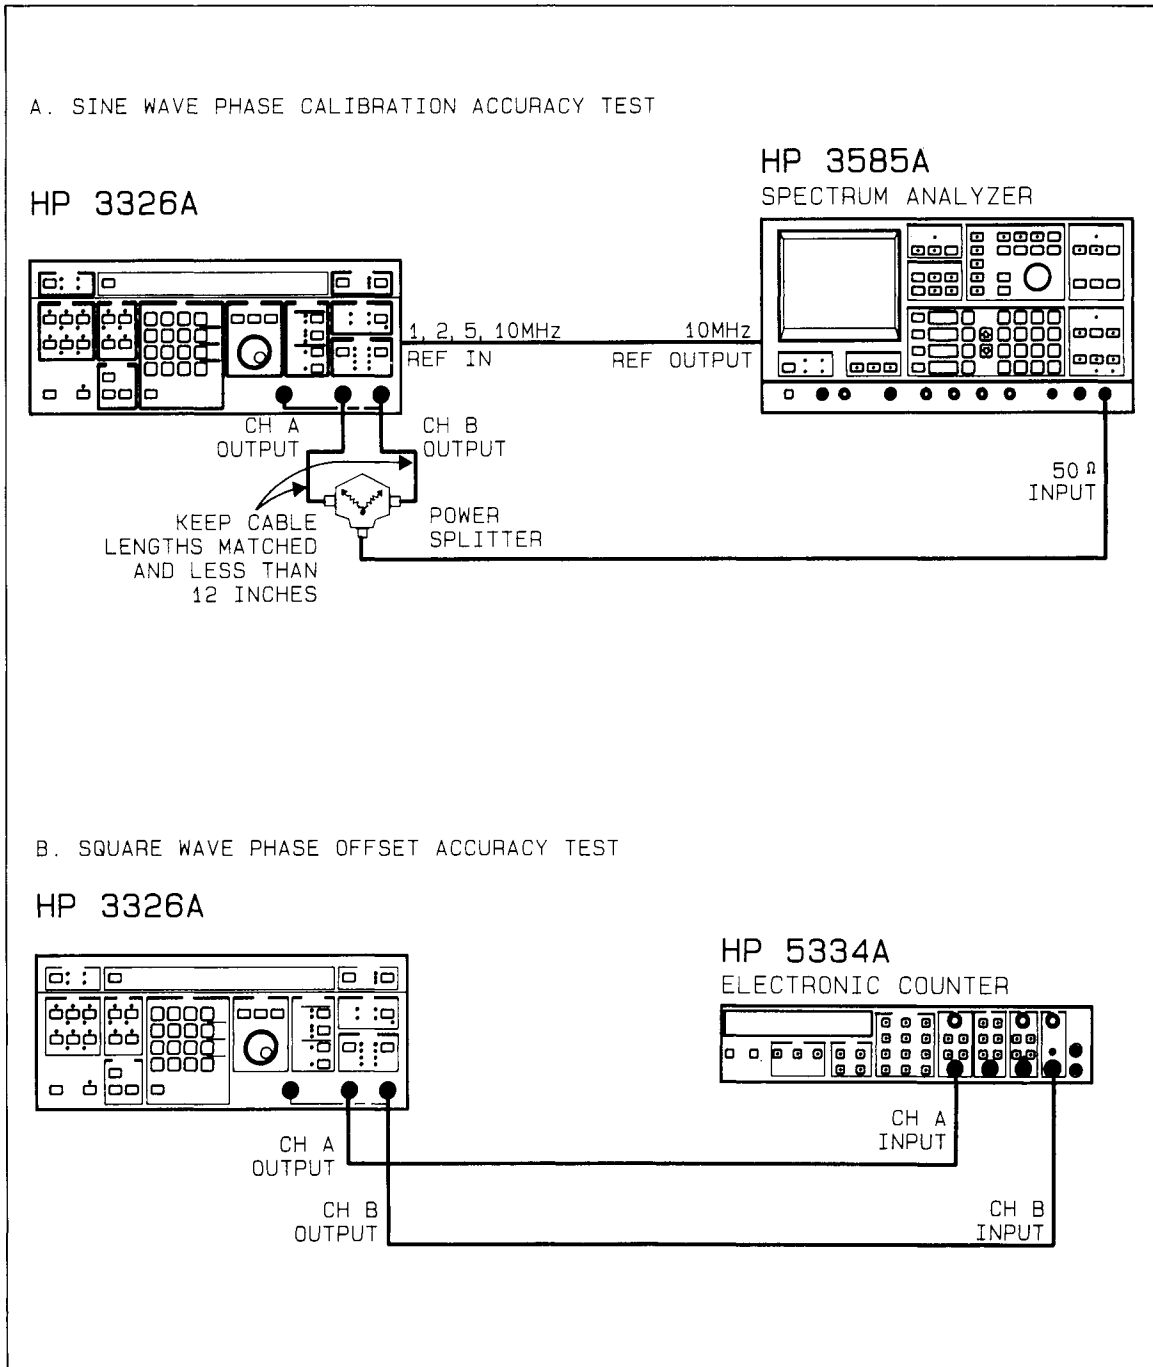 A. SINE WAVE PHASE CALIBRATION ACCURACY TEST
HP 3326A
HP 3585A
SPECTRUM ANALYZER
1, 2, 5, 10MHz
REF IN
10MHz
REF OUTPUT
CH A
OUTPUT
CH B
OUTPUT
50 Ω
INPUT
KEEP CABLE
LENGTHS MATCHED
AND LESS THAN
12 INCHES
POWER
SPLITTER
B. SQUARE WAVE PHASE OFFSET ACCURACY TEST
HP 3326A
HP 5334A
ELECTRONIC COUNTER
CH A
OUTPUT
CH A
INPUT
CH B
OUTPUT
CH B
INPUT